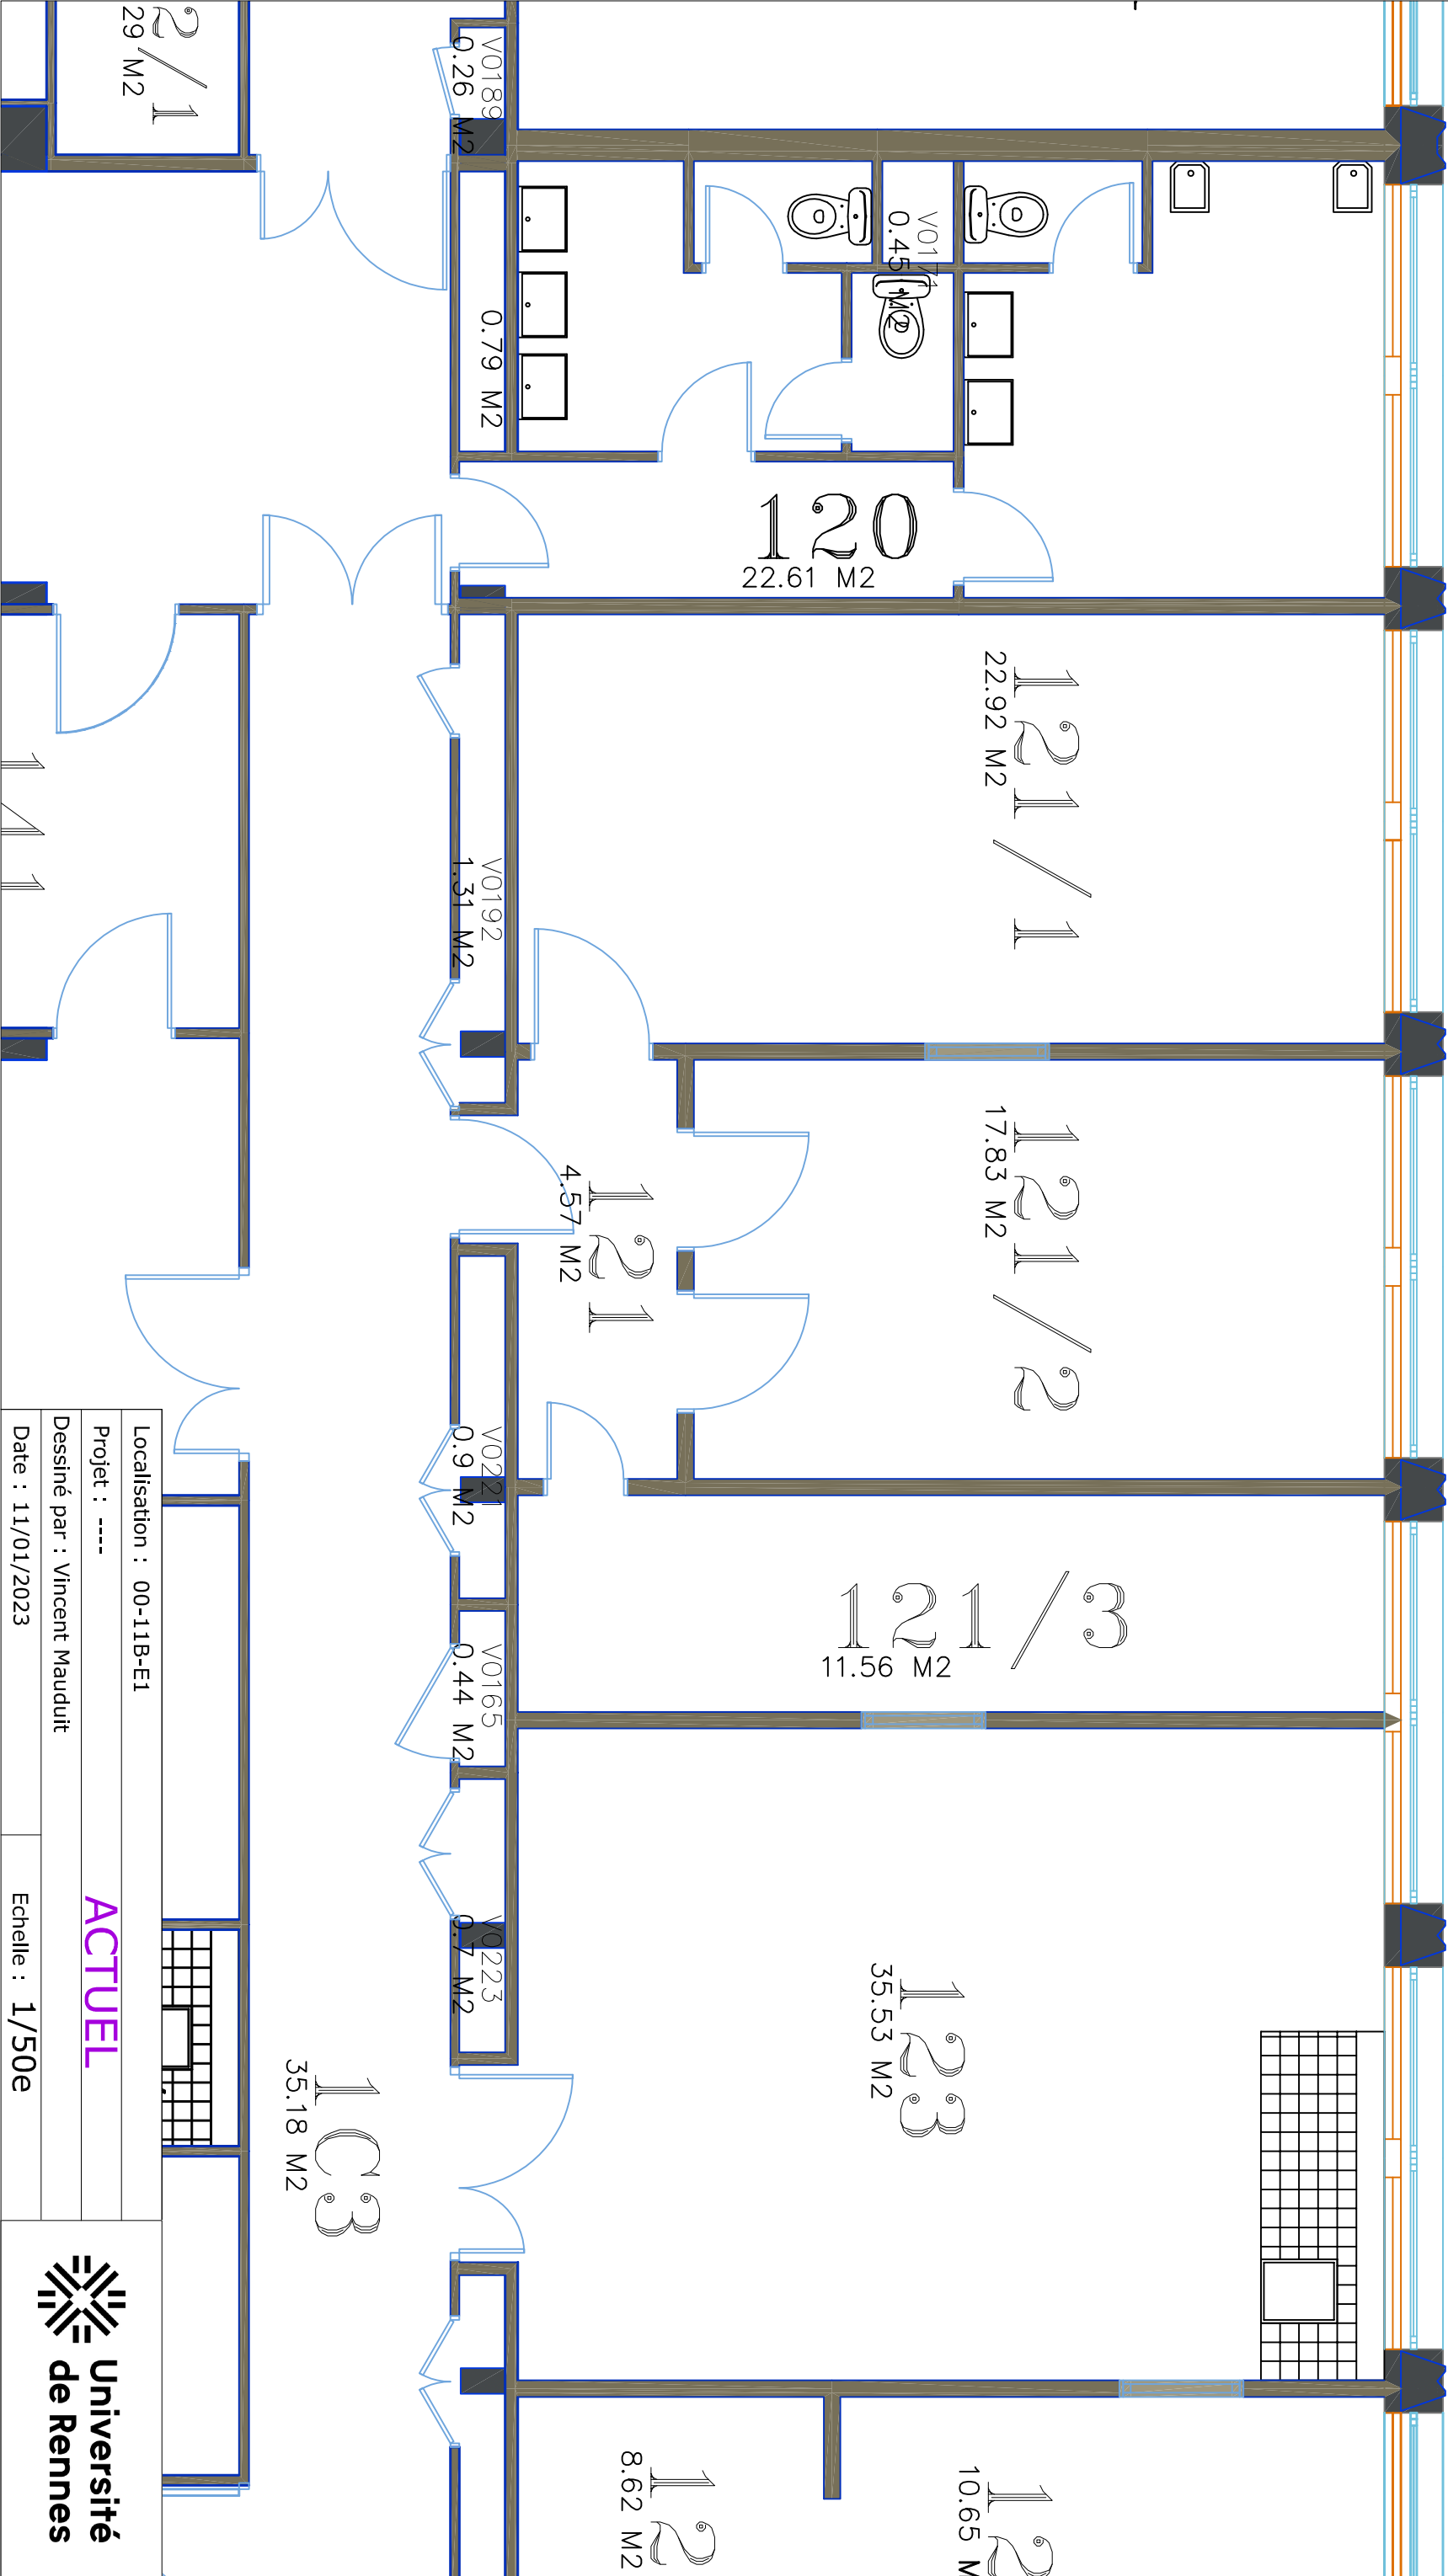 2/1
29 M2
V0189
0.26 M2
V0171
0.45 M2
0.79 M2
120
22.61 M2
121/1
22.92 M2
V0192
1.31 M2
121/2
17.83 M2
121
4.57 M2
V0221
0.9 M2
121/3
11.56 M2
V0165
0.44 M2
V0223
0.7 M2
123
35.53 M2
1C3
35.18 M2
12
8.62 M2
12
10.65 M
Localisation : 00-11B-E1
Projet : ----
ACTUEL
Dessiné par : Vincent Mauduit
Date : 11/01/2023
Echelle : 1/50e
Université
de Rennes